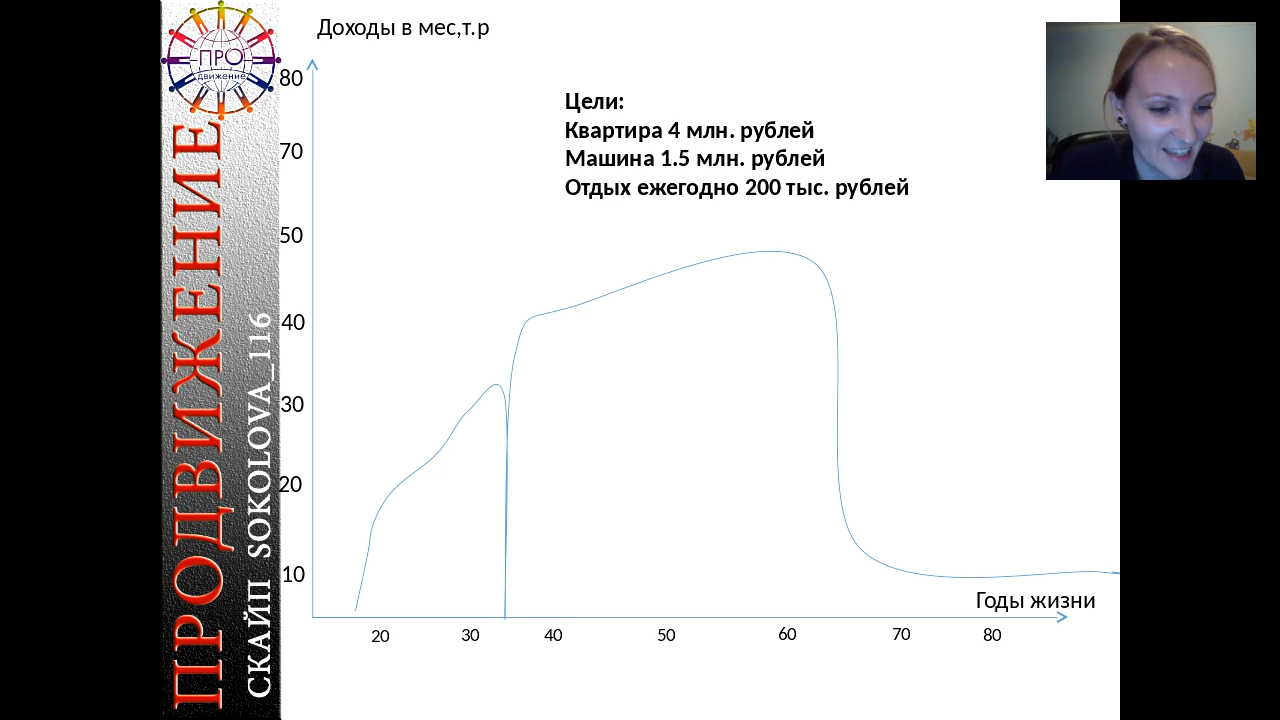 Доходы в мес,т.р
ПРО
движение
ПРОДВИЖЕНИЕ
СКАЙП SOKOLOVA_116
80
70
50
40
30
20
10
Цели:
Квартира 4 млн. рублей
Машина 1.5 млн. рублей
Отдых ежегодно 200 тыс. рублей
Годы жизни
20 30 40 50 60 70 80